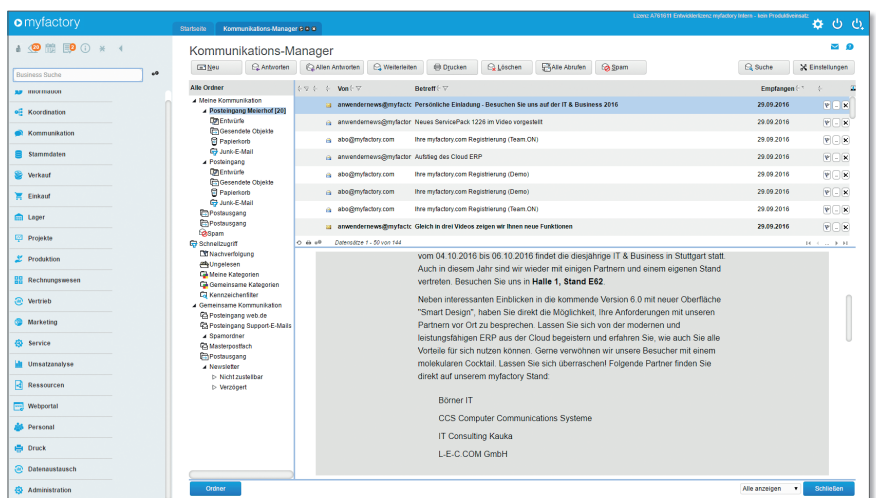 myfactory
Lizenz A761611 Entwicklerlizenz myfactory Intern - kein Produktiveinsatz
Startseite
Kommunikations-Manager
Kommunikations-Manager
Neu
Antworten
Allen Antworten
Weiterleiten
Drucken
Löschen
Alle Abrufen
Spam
Suche
Einstellungen
Business Suche
Information
Koordination
Kommunikation
Stammdaten
Verkauf
Einkauf
Lager
Projekte
Produktion
Rechnungswesen
Vertrieb
Marketing
Service
Umsatzanalyse
Ressourcen
Webportal
Personal
Druck
Datenaustausch
Administration
Alle Ordner
Meine Kommunikation
Posteingang Meierhof [20]
Entwürfe
Gesendete Objekte
Papierkorb
Junk-E-Mail
Posteingang
Entwürfe
Gesendete Objekte
Papierkorb
Junk-E-Mail
Postausgang
Postausgang
Spam
Schnellzugriff
Nachverfolgung
Ungelesen
Meine Kategorien
Gemeinsame Kategorien
Kennzeichenfilter
Gemeinsame Kommunikation
Posteingang web.de
Posteingang Support-E-Mails
Spamordner
Masterpostfach
Postausgang
Newsletter
Nicht zustellbar
Verzögert
Ordner
Von Betreff Empfangen
anwendernews@myfactc Persönliche Einladung - Besuchen Sie uns auf der IT & Business 2016 29.09.2016
anwendernews@myfactor Neues ServicePack 1226 im Video vorgestellt 29.09.2016
abo@myfactory.com Ihre myfactory.com Registrierung (Team.ON) 29.09.2016
anwendernews@myfactor Aufstieg des Cloud ERP 29.09.2016
abo@myfactory.com Ihre myfactory.com Registrierung (Demo) 29.09.2016
abo@myfactory.com Ihre myfactory.com Registrierung (Demo) 29.09.2016
abo@myfactory.com Ihre myfactory.com Registrierung (Team.ON) 29.09.2016
anwendernews@myfactc Gleich in drei Videos zeigen wir Ihnen neue Funktionen 29.09.2016
Datensätze 1 - 50 von 144
vom 04.10.2016 bis 06.10.2016 findet die diesjährige IT & Business in Stuttgart statt.
Auch in diesem Jahr sind wir wieder mit einigen Partnern und einem eigenen Stand
vertreten. Besuchen Sie uns in Halle 1, Stand E62.
Neben interessanten Einblicken in die kommende Version 6.0 mit neuer Oberfläche
"Smart Design", haben Sie direkt die Möglichkeit, Ihre Anforderungen mit unseren
Partnern vor Ort zu besprechen. Lassen Sie sich von der modernen und
leistungsfähigen ERP aus der Cloud begeistern und erfahren Sie, wie auch Sie alle
Vorteile für sich nutzen können. Gerne verwöhnen wir unsere Besucher mit einem
molekularen Cocktail. Lassen Sie sich überraschen! Folgende Partner finden Sie
direkt auf unserem myfactory Stand:
Börner IT
CCS Computer Communications Systeme
IT Consulting Kauka
L-E-C.COM GmbH
Alle anzeigen
Schließen